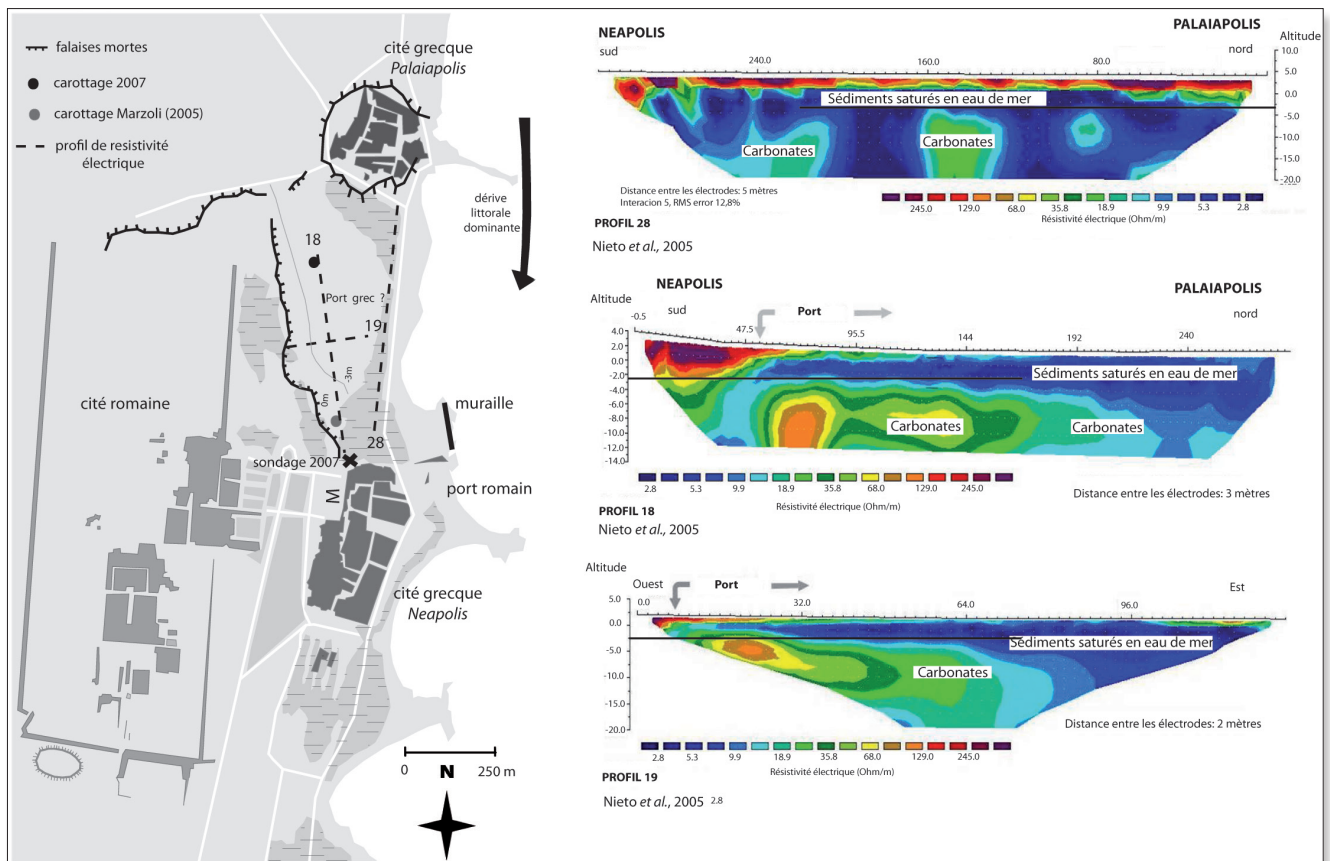 falaises mortes
carottage 2007
carottage Marzoli (2005)
profil de resistivité
électrique
cité grecque
Palaiapolis
dérive
littorale
dominante
18
Port grec ?
19
-3m
0m
cité romaine
muraille
28
sondage 2007
M
port romain
cité grecque
Neapolis
0 N 250 m
NEAPOLIS
sud
PALAIAPOLIS
nord
Altitude
240.0 160.0 80.0
10.0
5.0
0.0
-5.0
-10.0
-15.0
-20.0
Sédiments saturés en eau de mer
Carbonates
Carbonates
Distance entre les électrodes: 5 mètres
Interacion 5, RMS error 12,8%
245.0 129.0 68.0 35.8 18.9 9.9 5.3 2.8
Résistivité électrique (Ohm/m)
PROFIL 28
Nieto et al., 2005
NEAPOLIS
PALAIAPOLIS
Altitude
sud
nord
Port
-0.5 47.5 95.5 144 192 240
4.0
2.0
0.0
-2.0
-4.0
-6.0
-8.0
-10.0
-12.0
-14.0
Sédiments saturés en eau de mer
Carbonates
Carbonates
2.8 5.3 9.9 18.9 35.8 68.0 129.0 245.0
Résistivité électrique (Ohm/m)
Distance entre les électrodes: 3 mètres
PROFIL 18
Nieto et al., 2005
Altitude
Ouest
Port
Est
0.0 32.0 64.0 96.0
5.0
0.0
-5.0
-10.0
-15.0
-20.0
Sédiments saturés en eau de mer
Carbonates
Distance entre les électrodes: 2 mètres
2.8 5.3 9.9 18.9 35.8 68.0 129.0 245.0
Résistivité électrique (Ohm/m)
PROFIL 19
Nieto et al., 2005 2.8